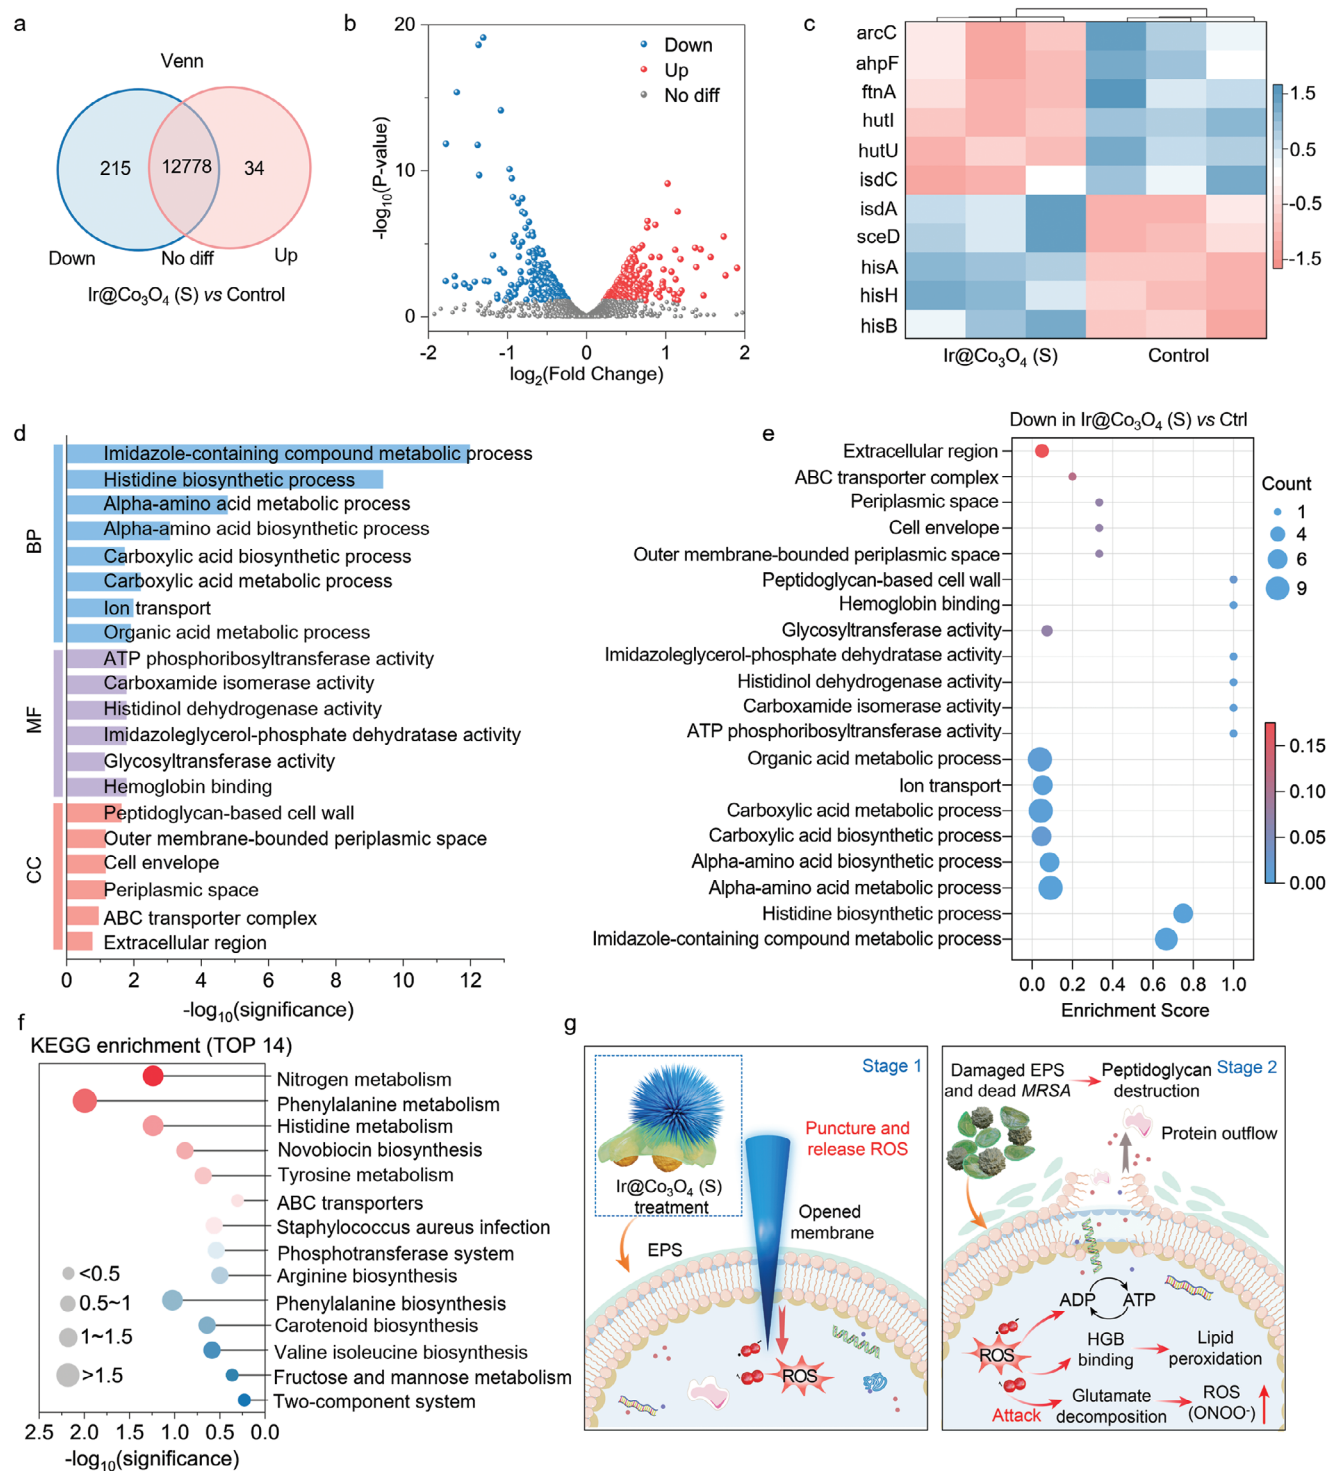 a
Venn
215
12778
34
Down
No diff
Up
Ir@Co₃O₄ (S) vs Control
b
20
10
0
-log₁₀(P-value)
Down
Up
No diff
-2
-1
0
1
2
log₂(Fold Change)
c
arcC
ahpF
ftnA
hutI
hutU
isdC
isdA
sceD
hisA
hisH
hisB
Ir@Co₃O₄ (S)
Control
1.5
0.5
-0.5
-1.5
d
BP
MF
CC
Imidazole-containing compound metabolic process
Histidine biosynthetic process
Alpha-amino acid metabolic process
Alpha-amino acid biosynthetic process
Carboxylic acid biosynthetic process
Carboxylic acid metabolic process
Ion transport
Organic acid metabolic process
ATP phosphoribosyltransferase activity
Carboxamide isomerase activity
Histidinol dehydrogenase activity
Imidazoleglycerol-phosphate dehydratase activity
Glycosyltransferase activity
Hemoglobin binding
Peptidoglycan-based cell wall
Outer membrane-bounded periplasmic space
Cell envelope
Periplasmic space
ABC transporter complex
Extracellular region
0
2
4
6
8
10
12
-log₁₀(significance)
e
Down in Ir@Co₃O₄ (S) vs Ctrl
Extracellular region
ABC transporter complex
Periplasmic space
Cell envelope
Outer membrane-bounded periplasmic space
Peptidoglycan-based cell wall
Hemoglobin binding
Glycosyltransferase activity
Imidazoleglycerol-phosphate dehydratase activity
Histidinol dehydrogenase activity
Carboxamide isomerase activity
ATP phosphoribosyltransferase activity
Organic acid metabolic process
Ion transport
Carboxylic acid metabolic process
Carboxylic acid biosynthetic process
Alpha-amino acid biosynthetic process
Alpha-amino acid metabolic process
Histidine biosynthetic process
Imidazole-containing compound metabolic process
0.0
0.2
0.4
0.6
0.8
1.0
Enrichment Score
Count
1
4
6
9
0.15
0.10
0.05
0.00
f
KEGG enrichment (TOP 14)
Nitrogen metabolism
Phenylalanine metabolism
Histidine metabolism
Novobiocin biosynthesis
Tyrosine metabolism
ABC transporters
Staphylococcus aureus infection
Phosphotransferase system
Arginine biosynthesis
Phenylalanine biosynthesis
Carotenoid biosynthesis
Valine isoleucine biosynthesis
Fructose and mannose metabolism
Two-component system
<0.5
0.5~1
1~1.5
>1.5
2.5
2.0
1.5
1.0
0.5
0.0
-log₁₀(significance)
g
Stage 1
Puncture and
release ROS
Ir@Co₃O₄ (S)
treatment
Opened
membrane
EPS
ROS
Stage 2
Damaged EPS
and dead MRSA
Peptidoglycan
destruction
Protein outflow
ADP
ATP
ROS
HGB
binding
Lipid
peroxidation
Attack
Glutamate
decomposition
ROS
(ONOO⁻)